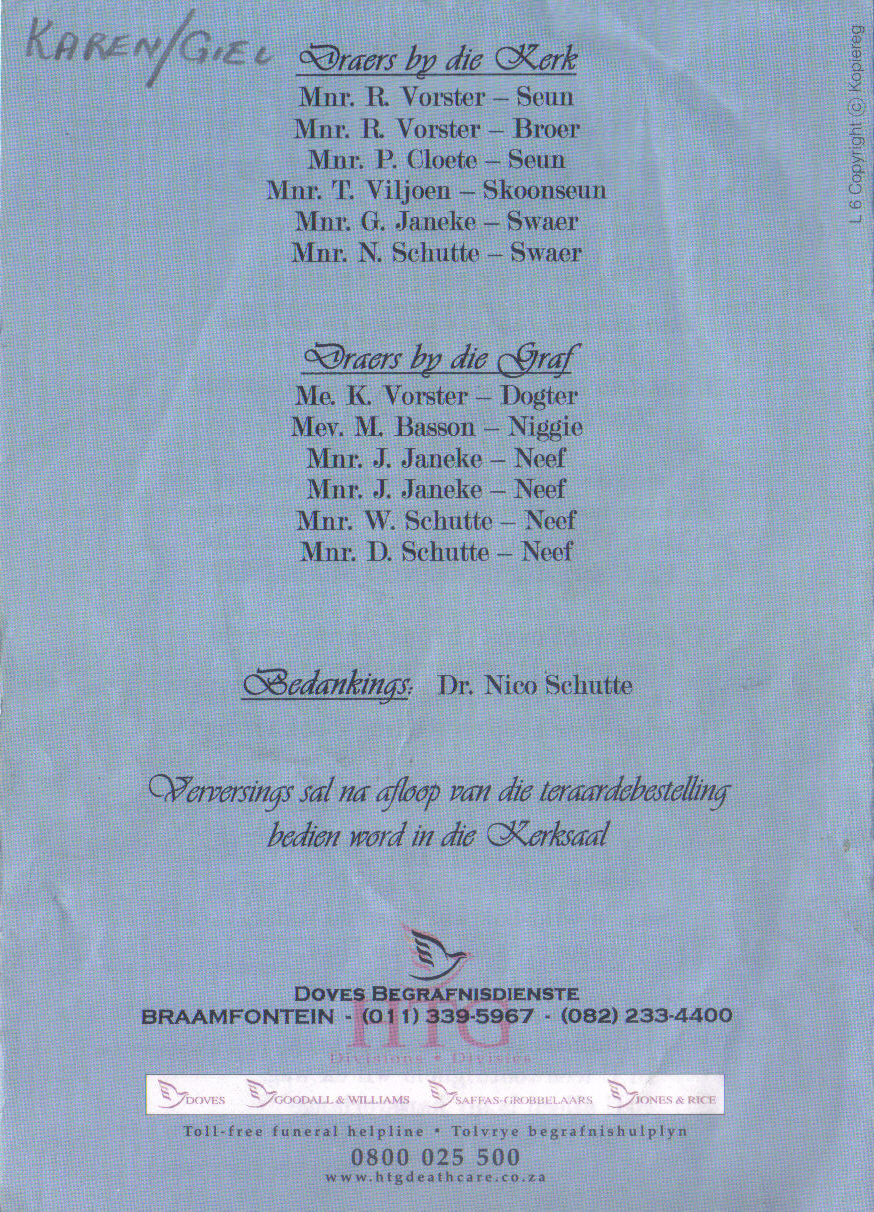 KAREN/GIEL
Draers by die Kerk
Mnr. R. Vorster – Seun
Mnr. R. Vorster – Broer
Mnr. P. Cloete – Seun
Mnr. T. Viljoen – Skoonseun
Mnr. G. Janeke – Swaer
Mnr. N. Schutte – Swaer
L 6 Copyright © Kopiereg
Draers by die Graf
Me. K. Vorster – Dogter
Mev. M. Basson – Niggie
Mnr. J. Janeke – Neef
Mnr. J. Janeke – Neef
Mnr. W. Schutte – Neef
Mnr. D. Schutte – Neef
Bedankings: Dr. Nico Schutte
Verversings sal na afloop van die teraardebestelling
bedien word in die Kerksaal
DOVES BEGRAFNISDIENSTE
BRAAMFONTEIN - (011) 339-5967 - (082) 233-4400
HTG
Divisions • Divisies
DOVES GOODALL & WILLIAMS SAFFAS-GROBBELAARS JONES & RICE
Toll-free funeral helpline • Tolvrye begrafnishulplyn
0800 025 500
www.htgdeathcare.co.za